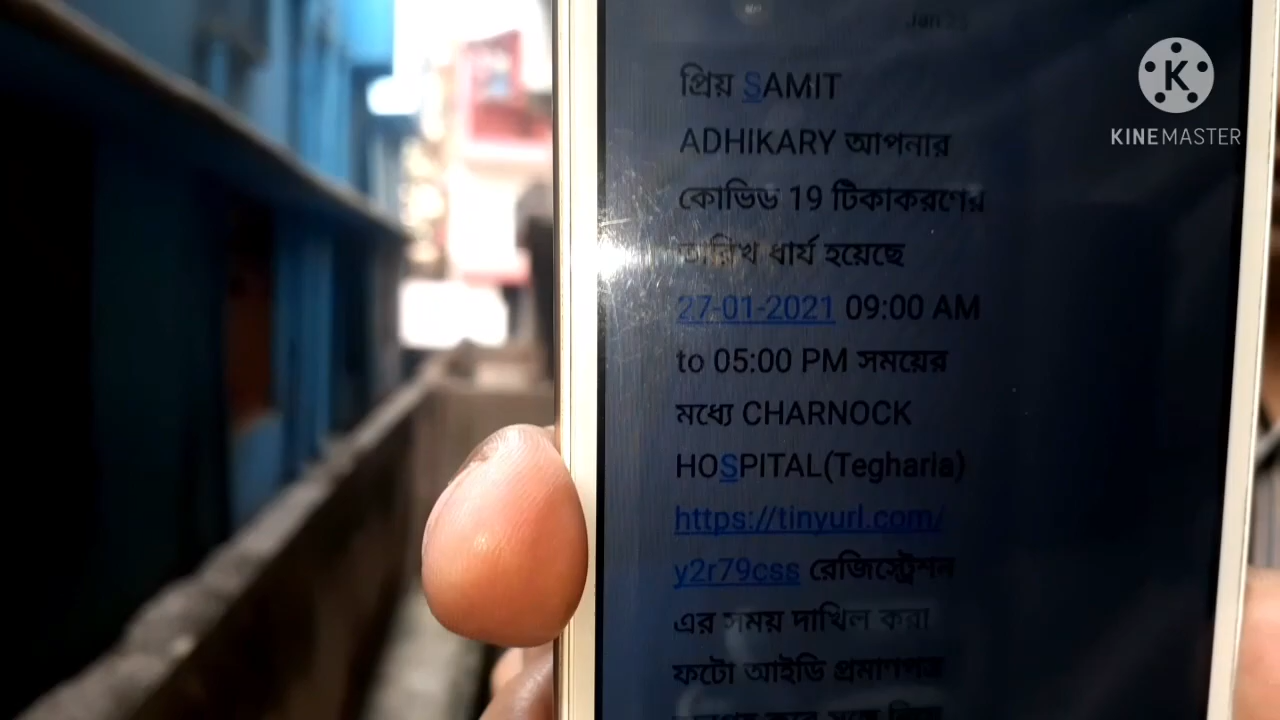 Jan
প্রিয় SAMIT
ADHIKARY আপনার
কোভিড 19 টিকাকরণের
তারিখ ধার্য হয়েছে
27-01-2021 09:00 AM
to 05:00 PM সময়ের
মধ্যে CHARNOCK
HOSPITAL(Tegharia)
https://tinyurl.com/
y2r79css রেজিস্ট্রেশন
এর সময় দাখিল করা
ফটো আইডি প্রমাণপত্র
K
KINEMASTER